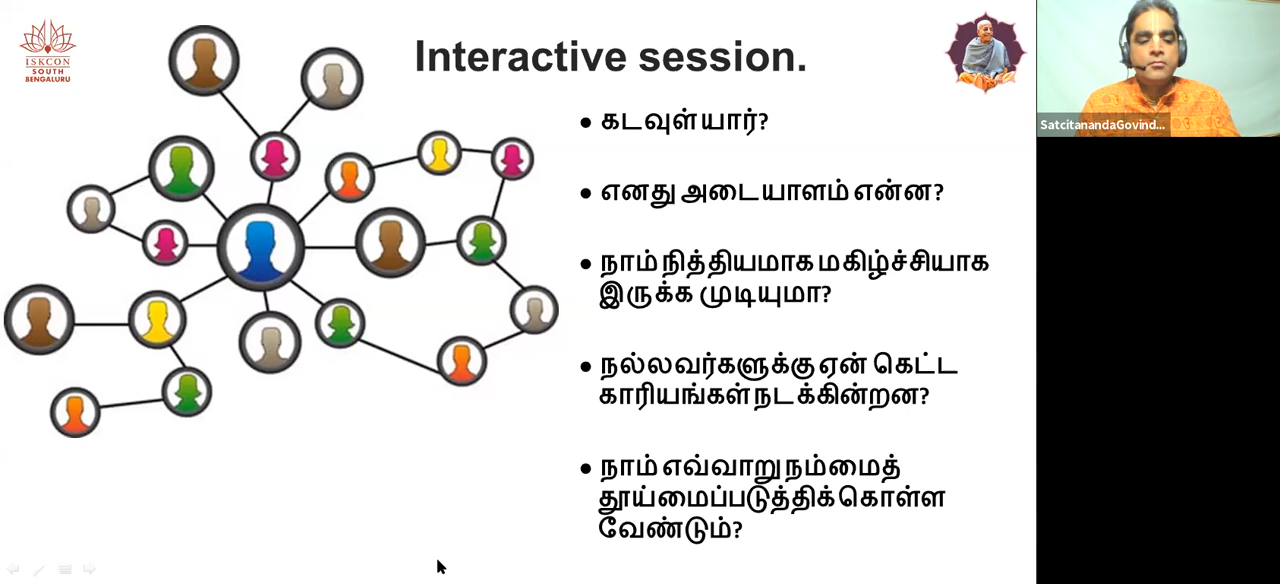 ISKCON
SOUTH
BENGALURU
Interactive session.
• கடவுள் யார்?
• எனது அடையாளம் என்ன?
• நாம் நித்தியமாக மகிழ்ச்சியாக
இருக்க முடியுமா?
• நல்லவர்களுக்கு ஏன் கெட்ட
காரியங்கள் நடக்கின்றன?
• நாம் எவ்வாறு நம்மைத்
தூய்மைப்படுத்திக் கொள்ள
வேண்டும்?
SatcitanandaGovind...